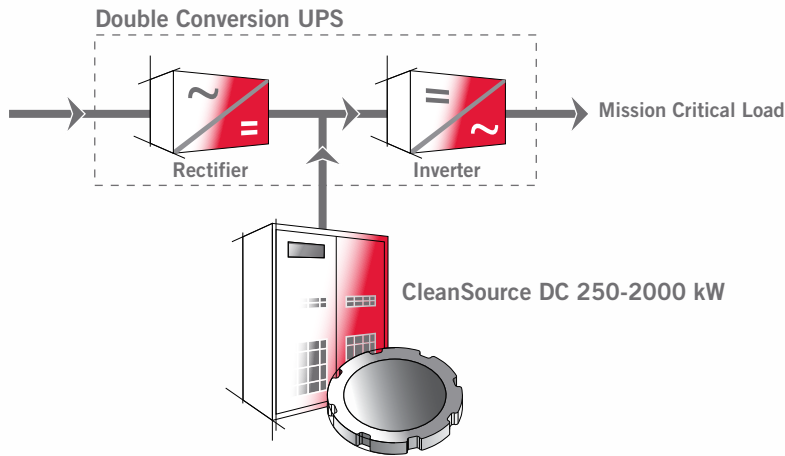 Double Conversion UPS
Mission Critical Load
Rectifier
Inverter
CleanSource DC 250-2000 kW